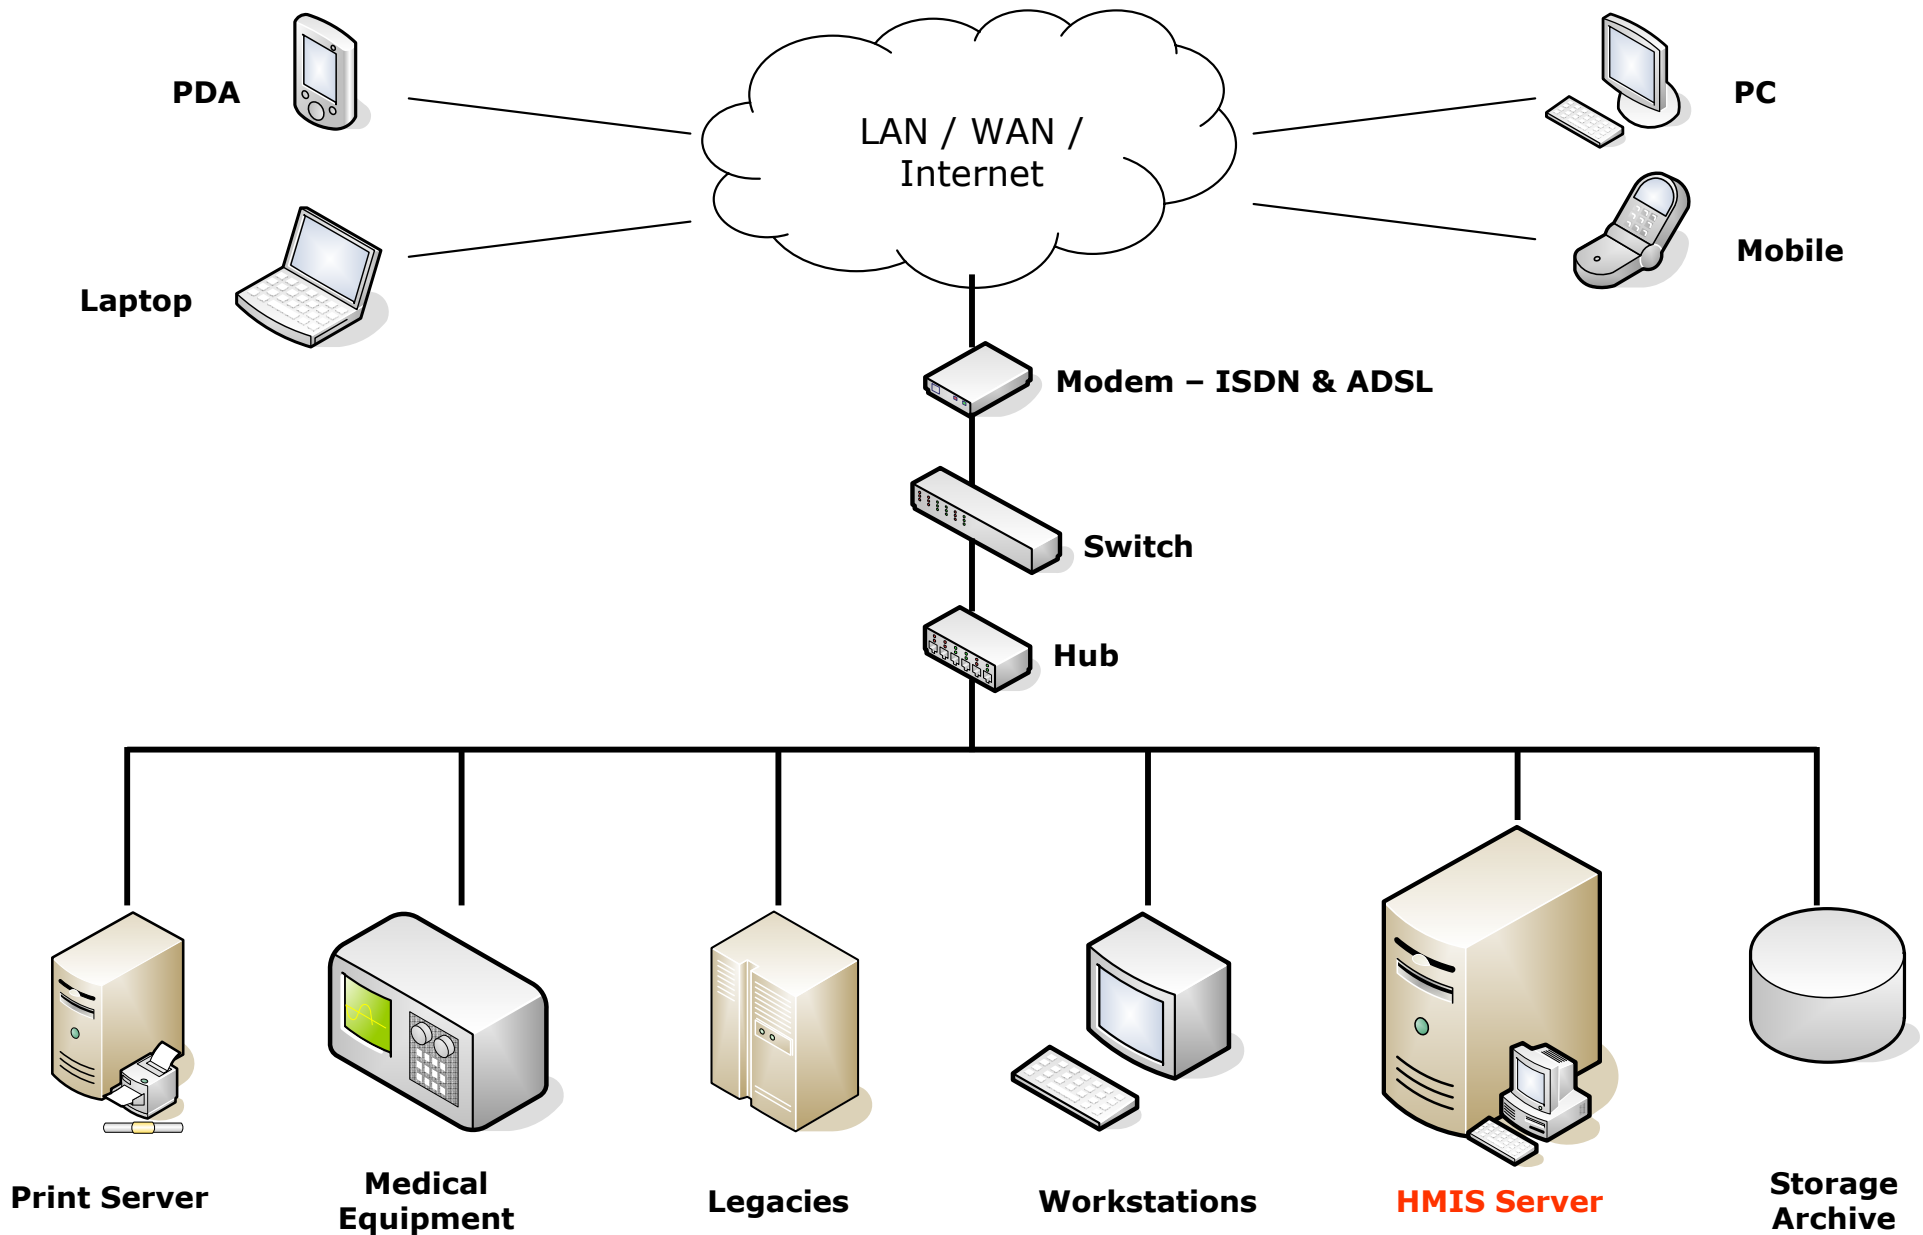 PDA
LAN / WAN /
Internet
PC
Laptop
Mobile
Modem – ISDN & ADSL
Switch
Hub
Print Server
Medical
Equipment
Legacies
Workstations
HMIS Server
Storage
Archive